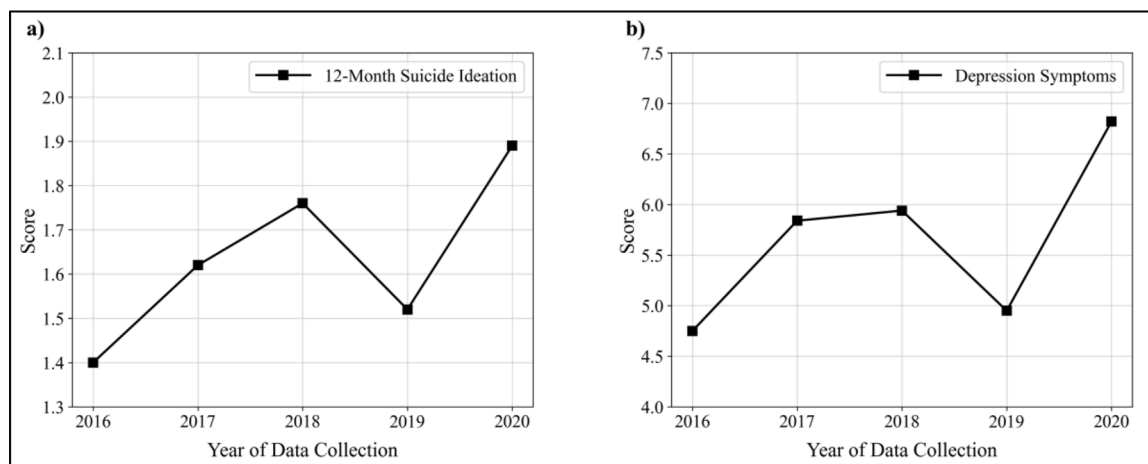 a)
12-Month Suicide Ideation
2.1
2.0
1.9
1.8
1.7
1.6
1.5
1.4
1.3
Score
2016 2017 2018 2019 2020
Year of Data Collection
b)
Depression Symptoms
7.5
7.0
6.5
6.0
5.5
5.0
4.5
4.0
Score
2016 2017 2018 2019 2020
Year of Data Collection